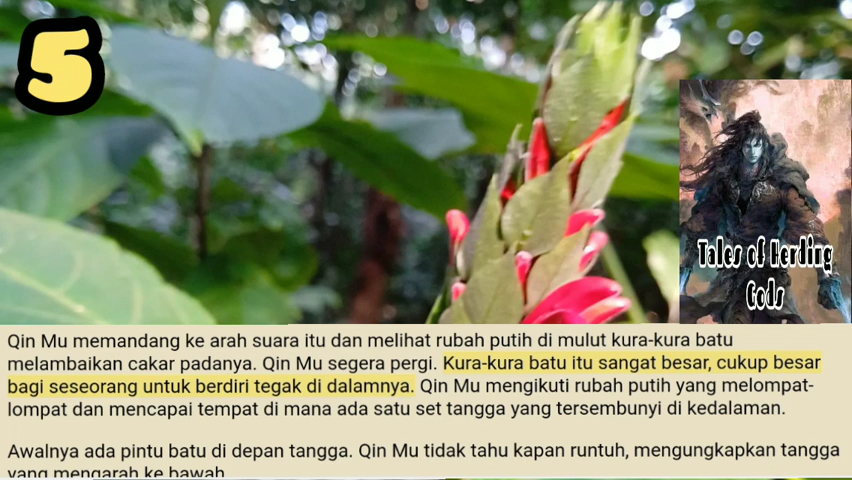 5
Tales of Herding
Gods
Qin Mu memandang ke arah suara itu dan melihat rubah putih di mulut kura-kura batu
melambaikan cakar padanya. Qin Mu segera pergi. Kura-kura batu itu sangat besar, cukup besar
bagi seseorang untuk berdiri tegak di dalamnya. Qin Mu mengikuti rubah putih yang melompat-
lompat dan mencapai tempat di mana ada satu set tangga yang tersembunyi di kedalaman.
Awalnya ada pintu batu di depan tangga. Qin Mu tidak tahu kapan runtuh, mengungkapkan tangga
yang mengarah ke bawah